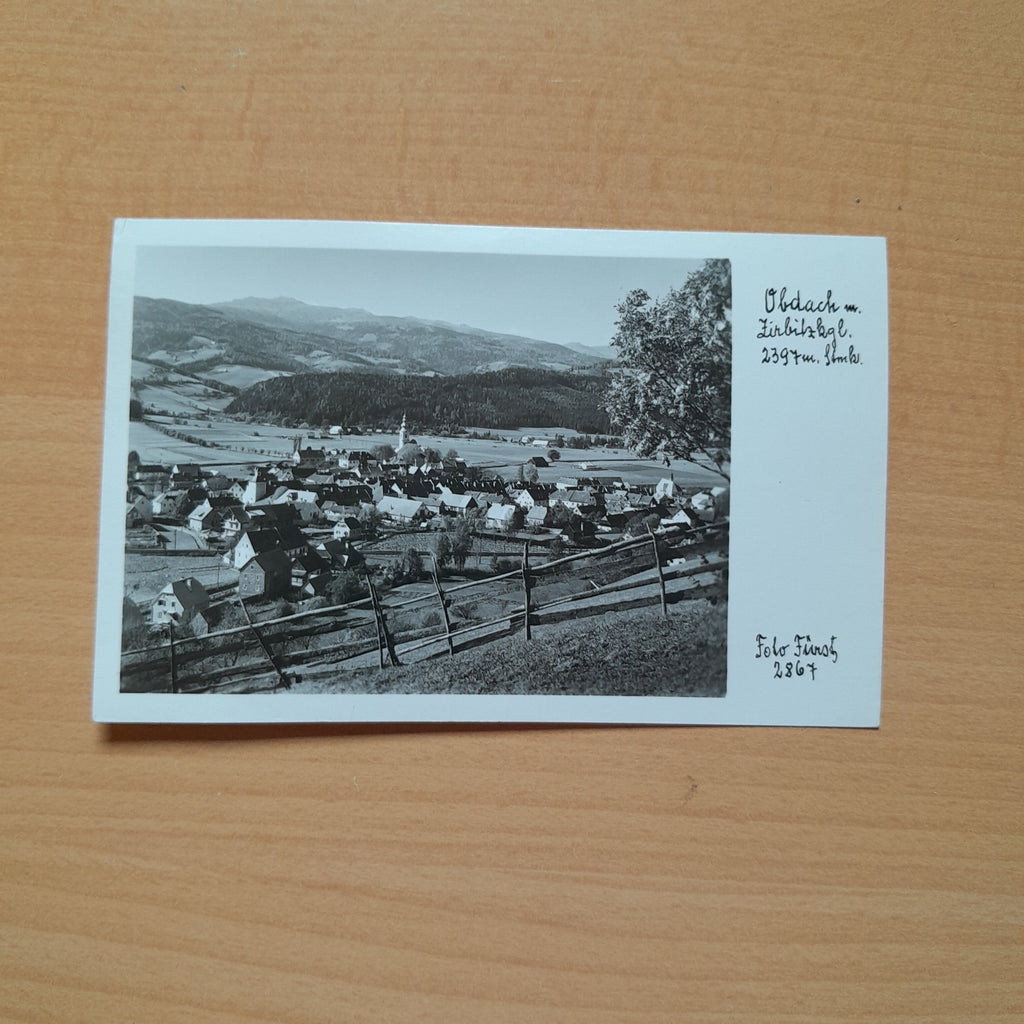 Obdach m.
Zirbitzkgl.
2397m. Stmk.
Foto Fürst
2867